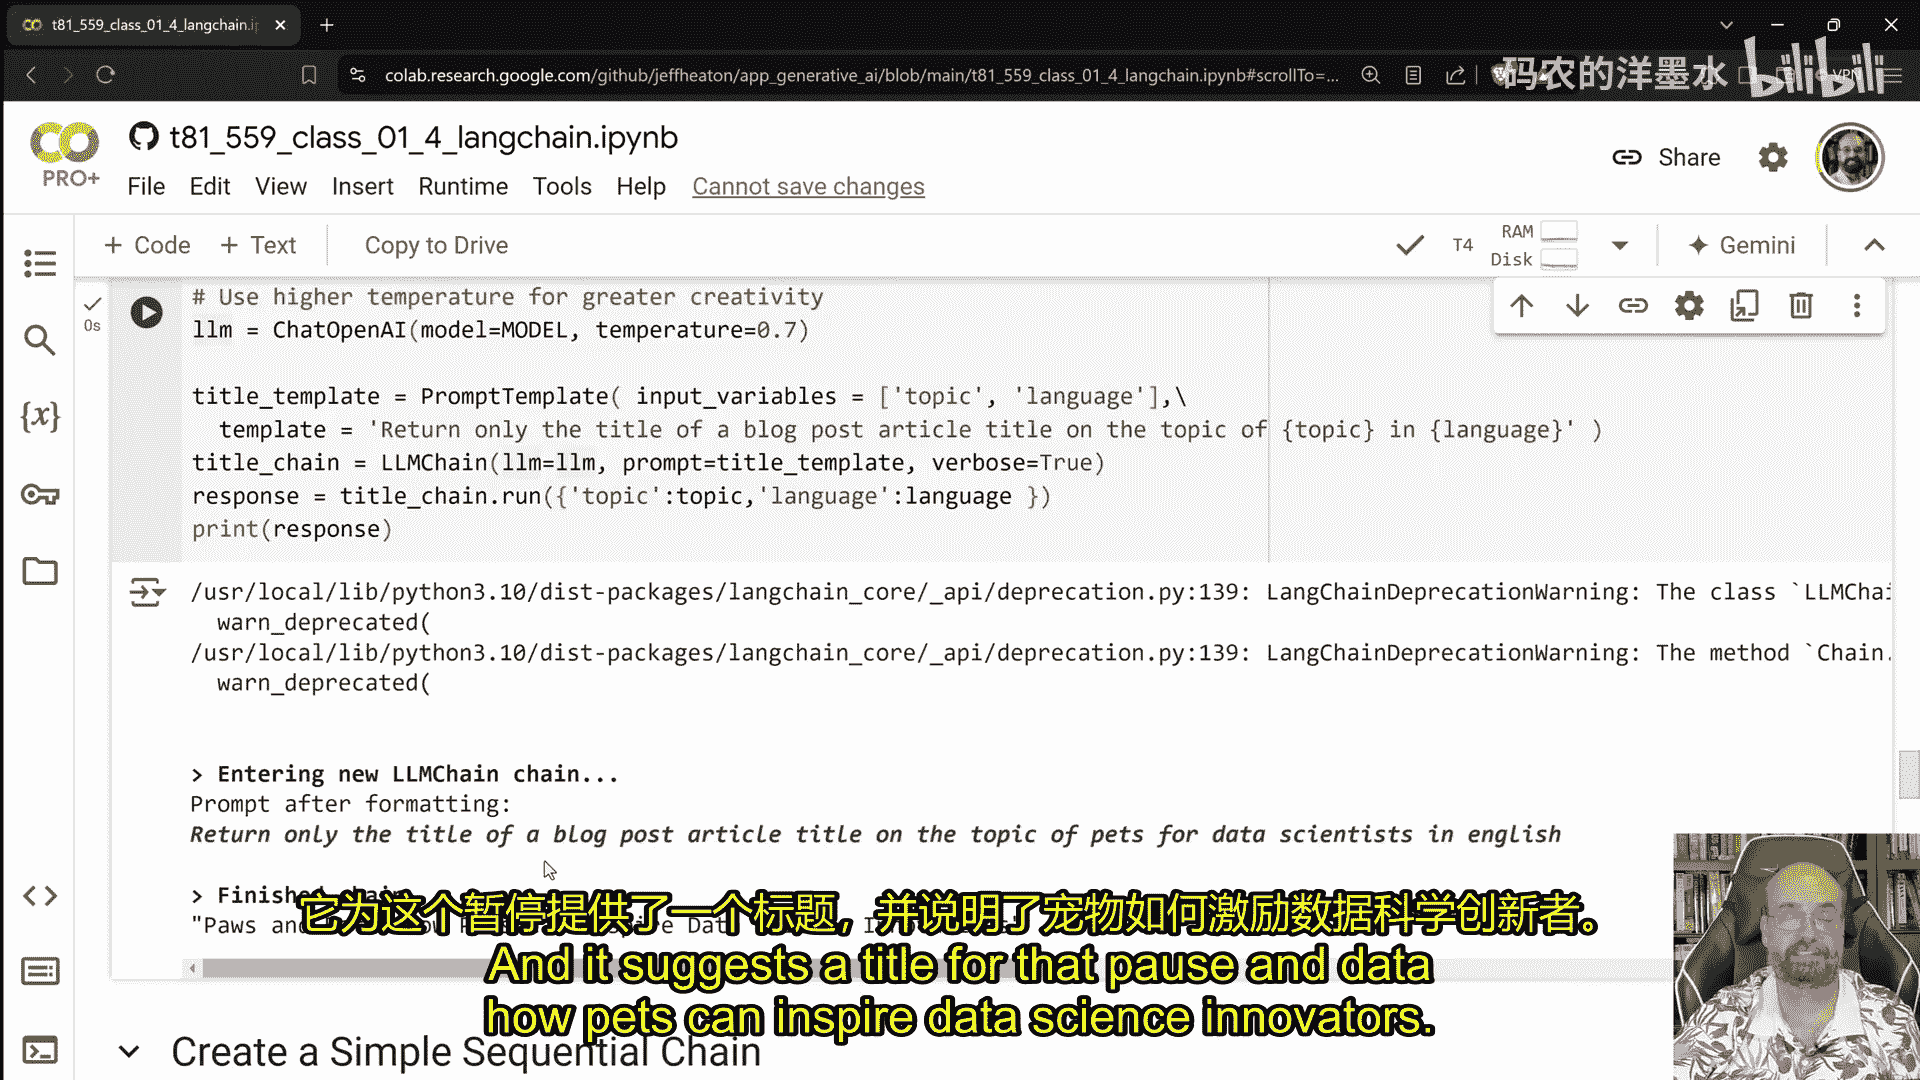 t81_559_class_01_4_langchain.i
colab.research.google.com/github/jeffheaton/app_generative_ai/blob/main/t81_559_class_01_4_langchain.ipynb#scrollTo=...
码农的洋墨水
bilibili
VPN
CO
PRO+
t81_559_class_01_4_langchain.ipynb
File Edit View Insert Runtime Tools Help Cannot save changes
Share
+ Code + Text Copy to Drive
T4
RAM
Disk
Gemini
0s
# Use higher temperature for greater creativity
llm = ChatOpenAI(model=MODEL, temperature=0.7)
title_template = PromptTemplate( input_variables = ['topic', 'language'],\
template = 'Return only the title of a blog post article title on the topic of {topic} in {language}' )
title_chain = LLMChain(llm=llm, prompt=title_template, verbose=True)
response = title_chain.run({'topic':topic,'language':language })
print(response)
/usr/local/lib/python3.10/dist-packages/langchain_core/_api/deprecation.py:139: LangChainDeprecationWarning: The class `LLMChai
warn_deprecated(
/usr/local/lib/python3.10/dist-packages/langchain_core/_api/deprecation.py:139: LangChainDeprecationWarning: The method `Chain.
warn_deprecated(
> Entering new LLMChain chain...
Prompt after formatting:
Return only the title of a blog post article title on the topic of pets for data scientists in english
> Finished chain.
"Paws and
它为这个暂停提供了一个标题，并说明了宠物如何激励数据科学创新者。
And it suggests a title for that pause and data
how pets can inspire data science innovators.
Create a Simple Sequential Chain